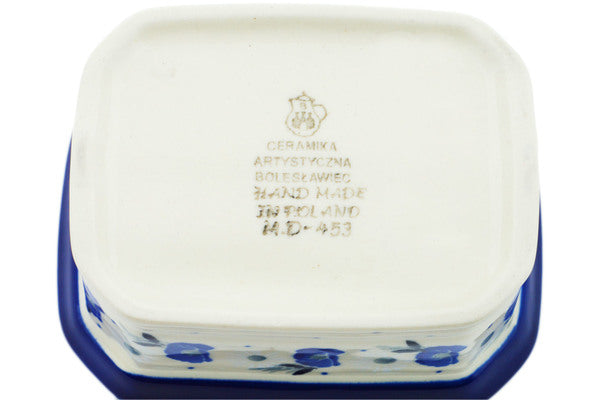 B
CERAMIKA
ARTYSTYCZNA
BOLESŁAWIEC
HAND MADE
IN POLAND
M.D-453